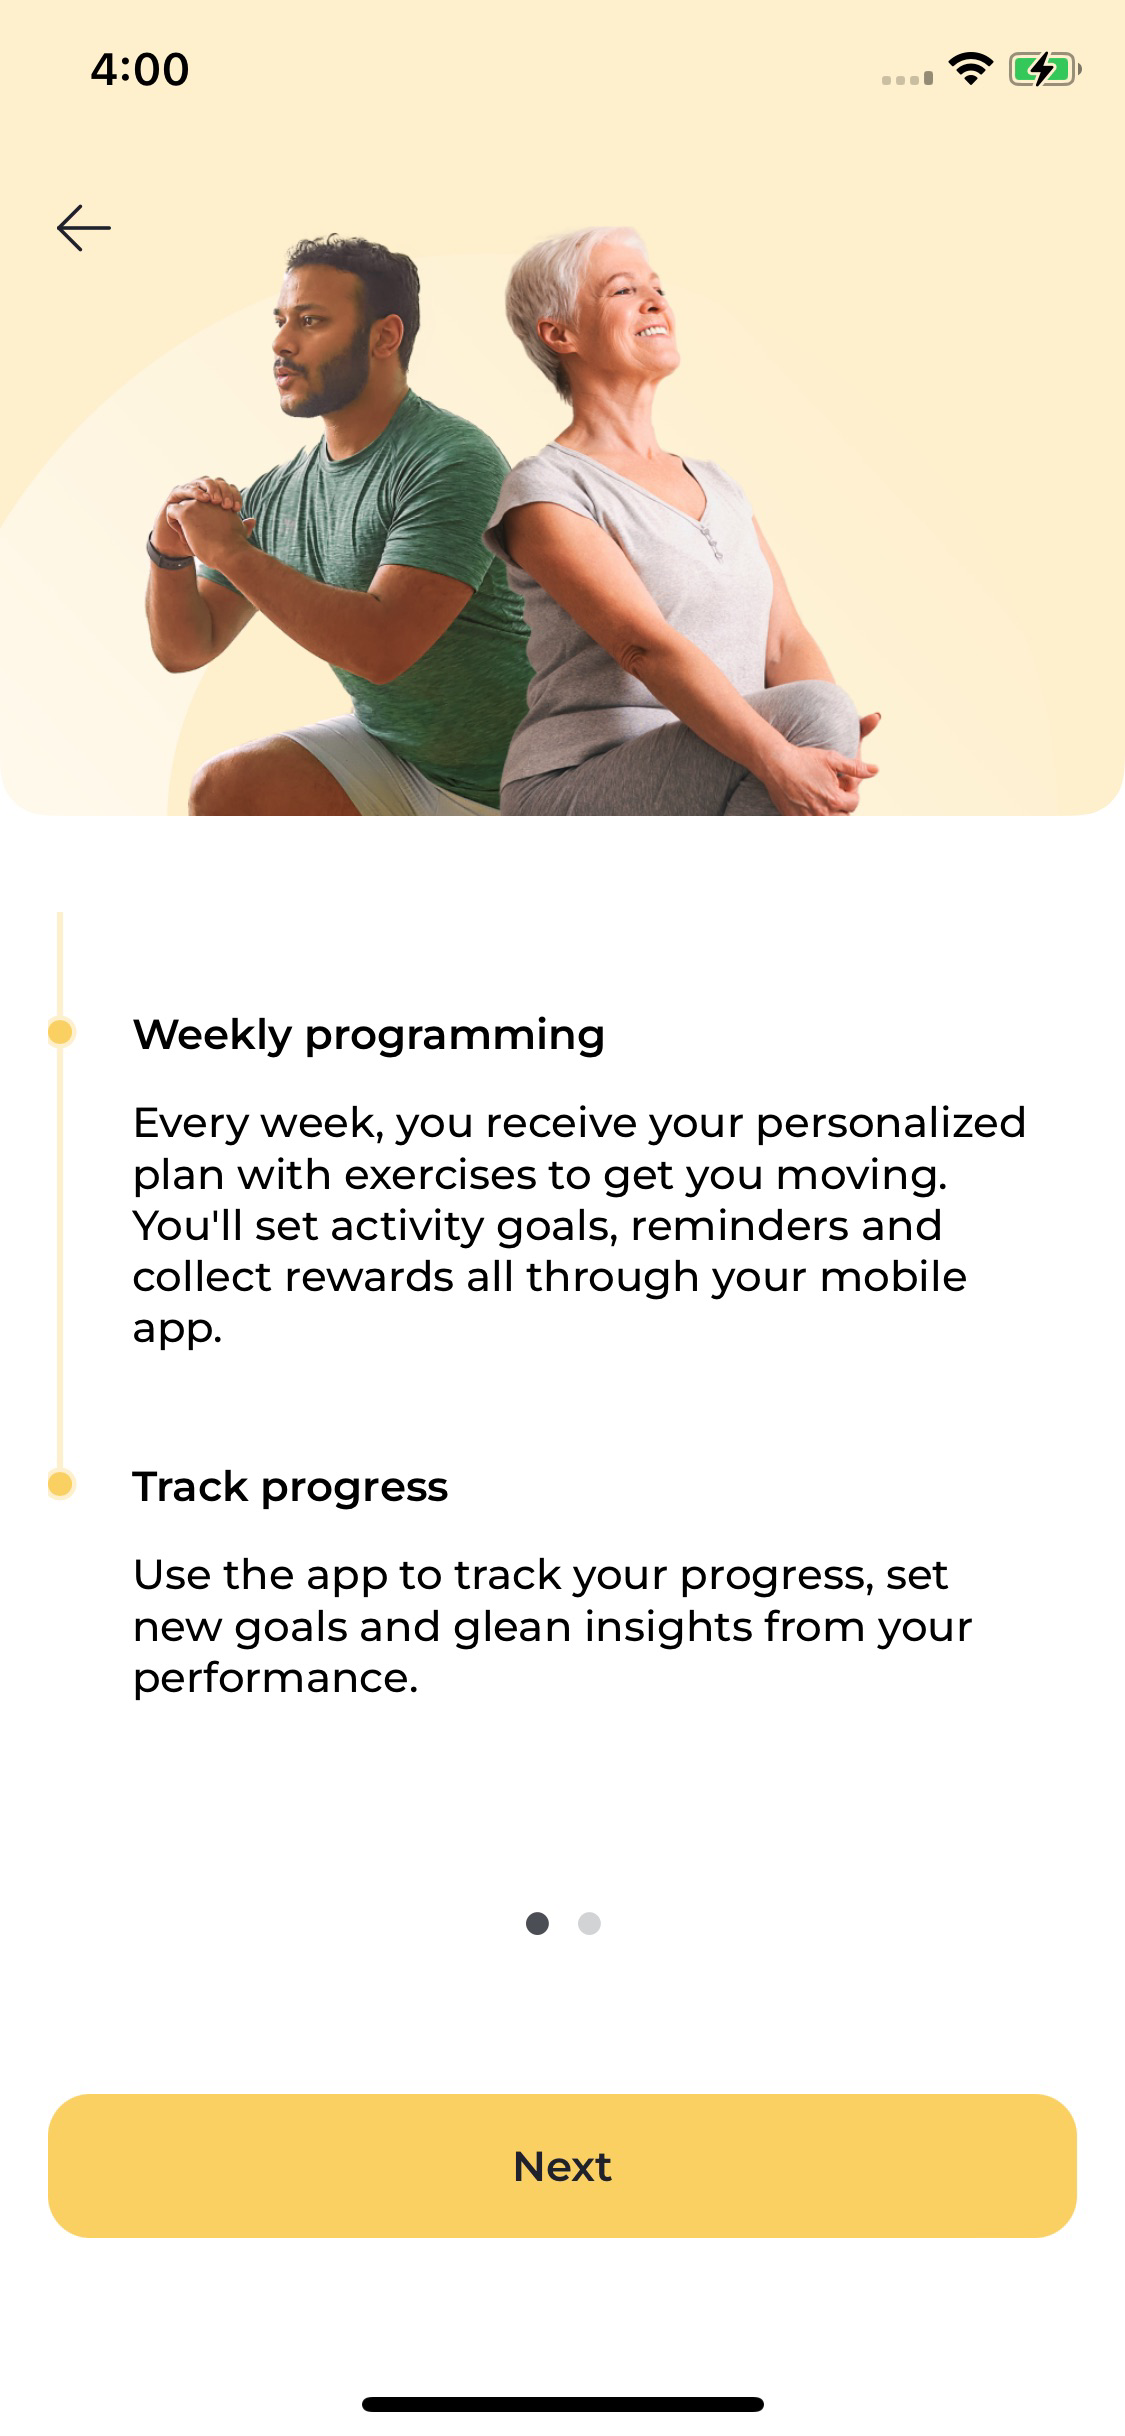 4:00
Weekly programming
Every week, you receive your personalized
plan with exercises to get you moving.
You'll set activity goals, reminders and
collect rewards all through your mobile
app.
Track progress
Use the app to track your progress, set
new goals and glean insights from your
performance.
Next